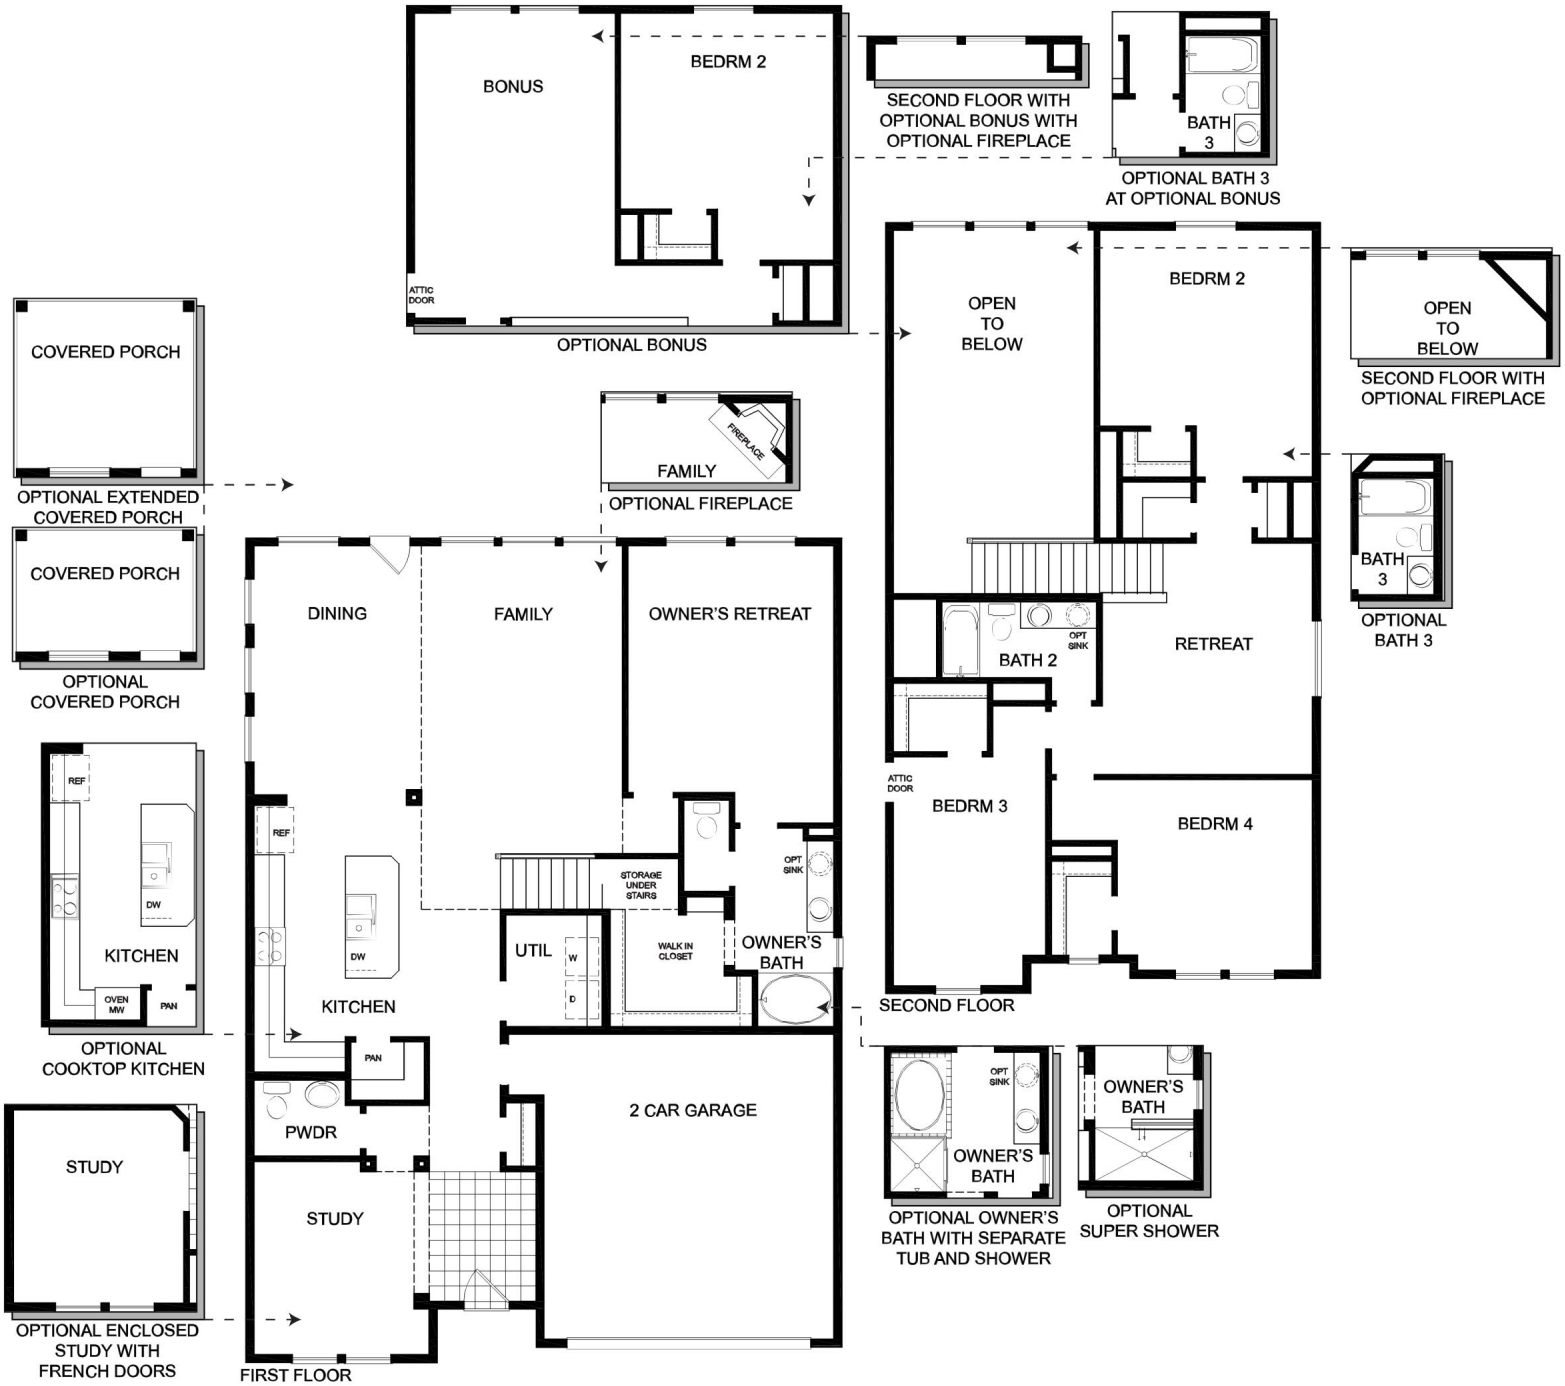 BONUS
BEDRM 2
ATTIC
DOOR
OPTIONAL BONUS
SECOND FLOOR WITH
OPTIONAL BONUS WITH
OPTIONAL FIREPLACE
BATH
3
OPTIONAL BATH 3
AT OPTIONAL BONUS
COVERED PORCH
OPTIONAL EXTENDED
COVERED PORCH
COVERED PORCH
OPTIONAL
COVERED PORCH
REF
DW
KITCHEN
OVEN
MW
PAN
OPTIONAL
COOKTOP KITCHEN
STUDY
OPTIONAL ENCLOSED
STUDY WITH
FRENCH DOORS
FIREPLACE
FAMILY
OPTIONAL FIREPLACE
DINING
FAMILY
OWNER'S RETREAT
REF
DW
KITCHEN
PAN
PWDR
STUDY
STORAGE
UNDER
STAIRS
UTIL
W
D
WALK IN
CLOSET
OPT
SINK
OWNER'S
BATH
2 CAR GARAGE
FIRST FLOOR
OPEN
TO
BELOW
BEDRM 2
BATH 2
OPT
SINK
RETREAT
ATTIC
DOOR
BEDRM 3
BEDRM 4
SECOND FLOOR
OPEN
TO
BELOW
SECOND FLOOR WITH
OPTIONAL FIREPLACE
BATH
3
OPTIONAL
BATH 3
OPT
SINK
OWNER'S
BATH
OPTIONAL OWNER'S
BATH WITH SEPARATE
TUB AND SHOWER
OWNER'S
BATH
OPTIONAL
SUPER SHOWER